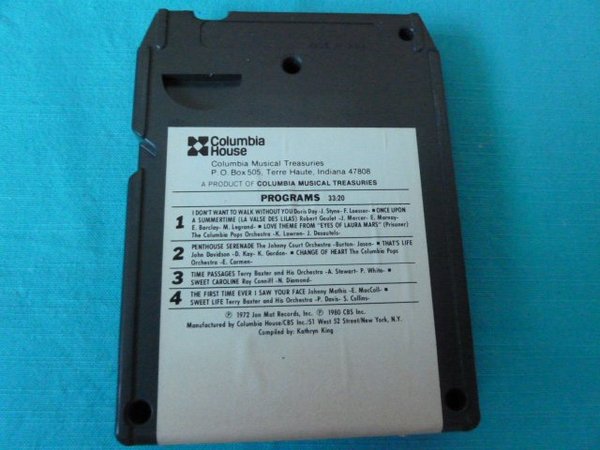 Columbia
House
Columbia Musical Treasuries
P.O. Box 505, Terre Haute, Indiana 47808
A PRODUCT OF COLUMBIA MUSICAL TREASURIES
PROGRAMS 33:20
1 I DON'T WANT TO WALK WITHOUT YOU Doris Day -J. Styne- F. Loesser- ■ ONCE UPON
A SUMMERTIME (LA VALSE DES LILAS) Robert Goulet -J. Mercer- E. Marnay-
E. Barclay- M. Legrand- ■ LOVE THEME FROM "EYES OF LAURA MARS" (Prisoner)
The Columbia Pops Orchestra -K. Lawren- J. Desautels-
2 PENTHOUSE SERENADE The Johnny Court Orchestra -Burton- Jason- ■ THAT'S LIFE
John Davidson -D. Kay- K. Gordon- ■ CHANGE OF HEART The Columbia Pops
Orchestra -E. Carmen-
3 TIME PASSAGES Terry Baxter and His Orchestra -A. Stewart- P. White- ■
SWEET CAROLINE Ray Conniff -N. Diamond-
4 THE FIRST TIME EVER I SAW YOUR FACE Johnny Mathis -E. MacColl- ■
SWEET LIFE Terry Baxter and His Orchestra -P. Davis- S. Collins-
Ⓟ 1972 Jon Mat Records, Inc. Ⓟ 1980 CBS Inc.
Manufactured by Columbia House/CBS Inc./51 West 52 Street/New York, N.Y.
Compiled by: Kathryn King